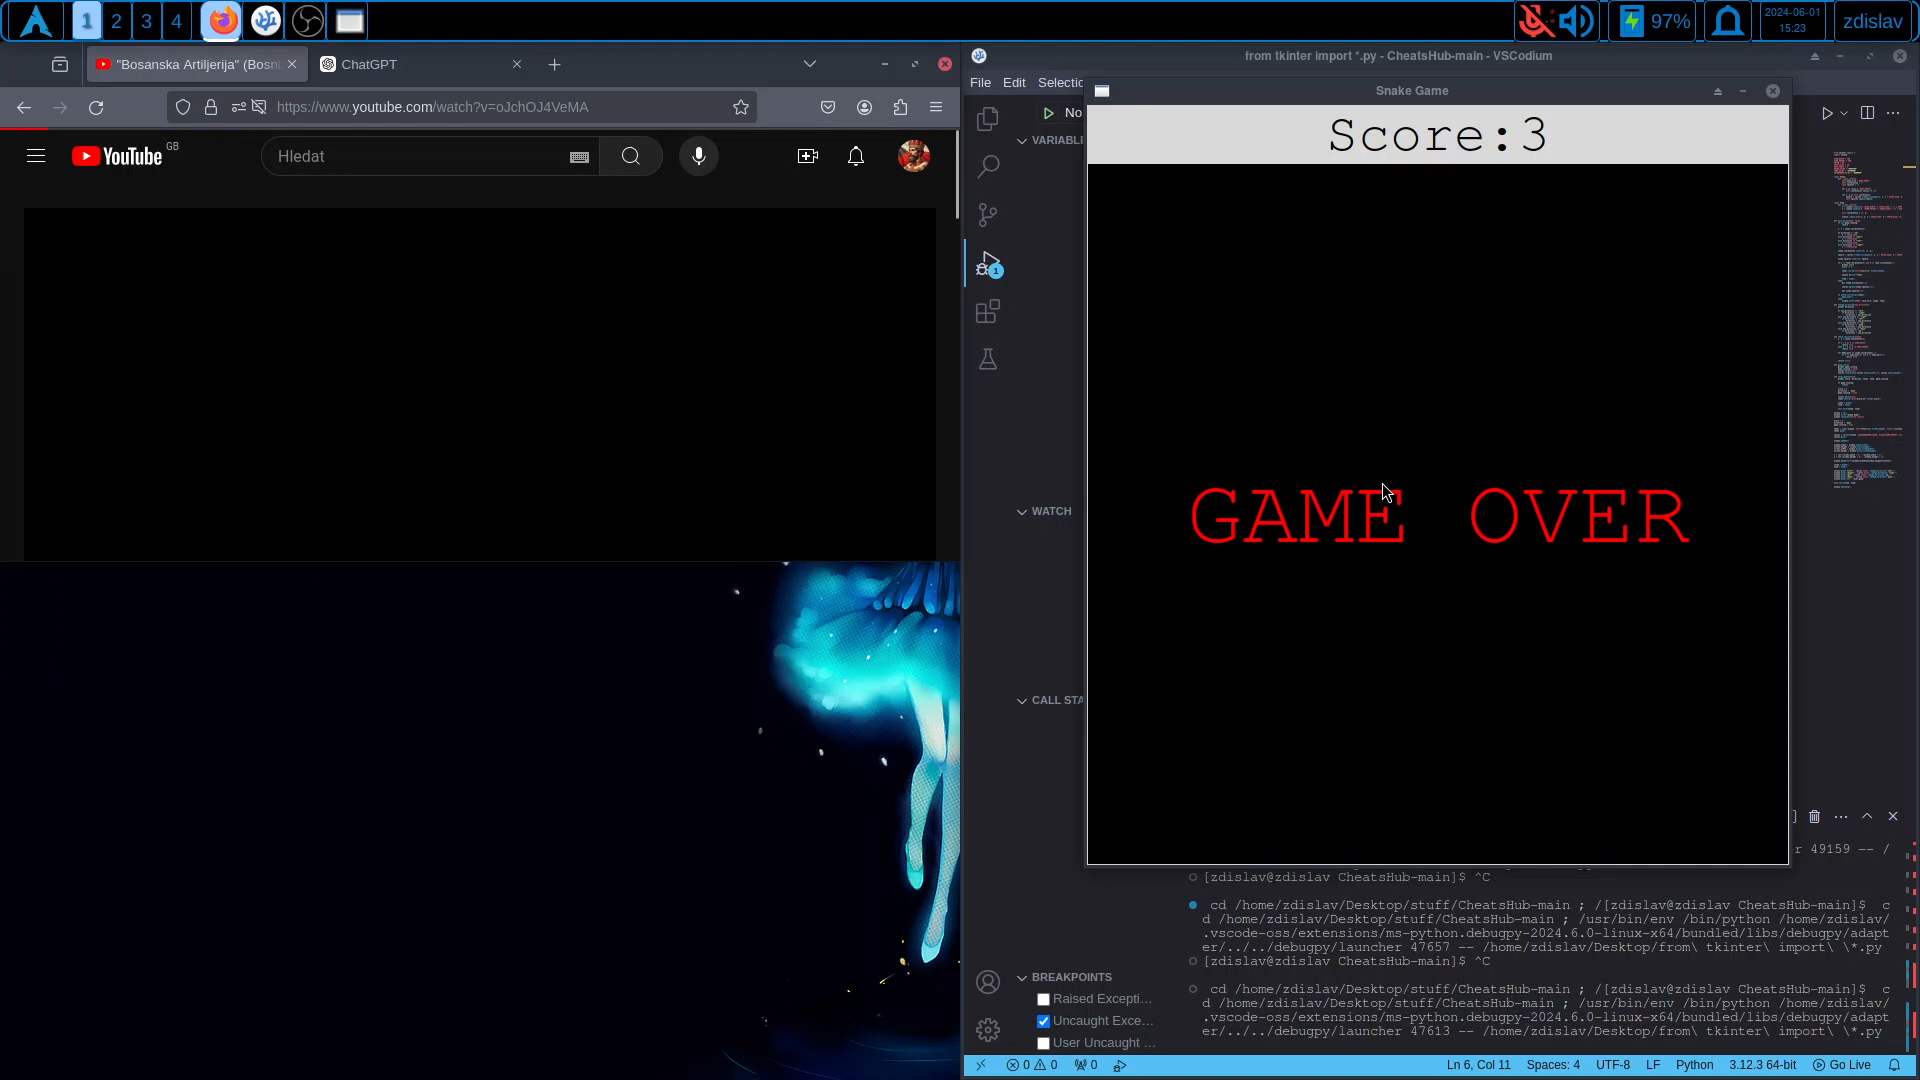 1 2 3 4
97%
2024-06-01
15:23
zdislav
"Bosanska Artiljerija" (Bosni
ChatGPT
https://www.youtube.com/watch?v=oJchOJ4VeMA
YouTube GB
Hledat
from tkinter import *.py - CheatsHub-main - VSCodium
File Edit Selectio
No
VARIABL
WATCH
CALL STA
BREAKPOINTS
Raised Excepti...
Uncaught Exce...
User Uncaught ...
Snake Game
Score:3
GAME OVER
r 49159 -- /
[zdislav@zdislav CheatsHub-main]$ ^C
cd /home/zdislav/Desktop/stuff/CheatsHub-main ; /[zdislav@zdislav CheatsHub-main]$ c
d /home/zdislav/Desktop/stuff/CheatsHub-main ; /usr/bin/env /bin/python /home/zdislav/
.vscode-oss/extensions/ms-python.debugpy-2024.6.0-linux-x64/bundled/libs/debugpy/adapt
er/../../debugpy/launcher 47657 -- /home/zdislav/Desktop/from\ tkinter\ import\ \*.py
[zdislav@zdislav CheatsHub-main]$ ^C
cd /home/zdislav/Desktop/stuff/CheatsHub-main ; /[zdislav@zdislav CheatsHub-main]$ c
d /home/zdislav/Desktop/stuff/CheatsHub-main ; /usr/bin/env /bin/python /home/zdislav/
.vscode-oss/extensions/ms-python.debugpy-2024.6.0-linux-x64/bundled/libs/debugpy/adapt
er/../../debugpy/launcher 47613 -- /home/zdislav/Desktop/from\ tkinter\ import\ \*.py
0 0 0 Ln 6, Col 11 Spaces: 4 UTF-8 LF Python 3.12.3 64-bit Go Live